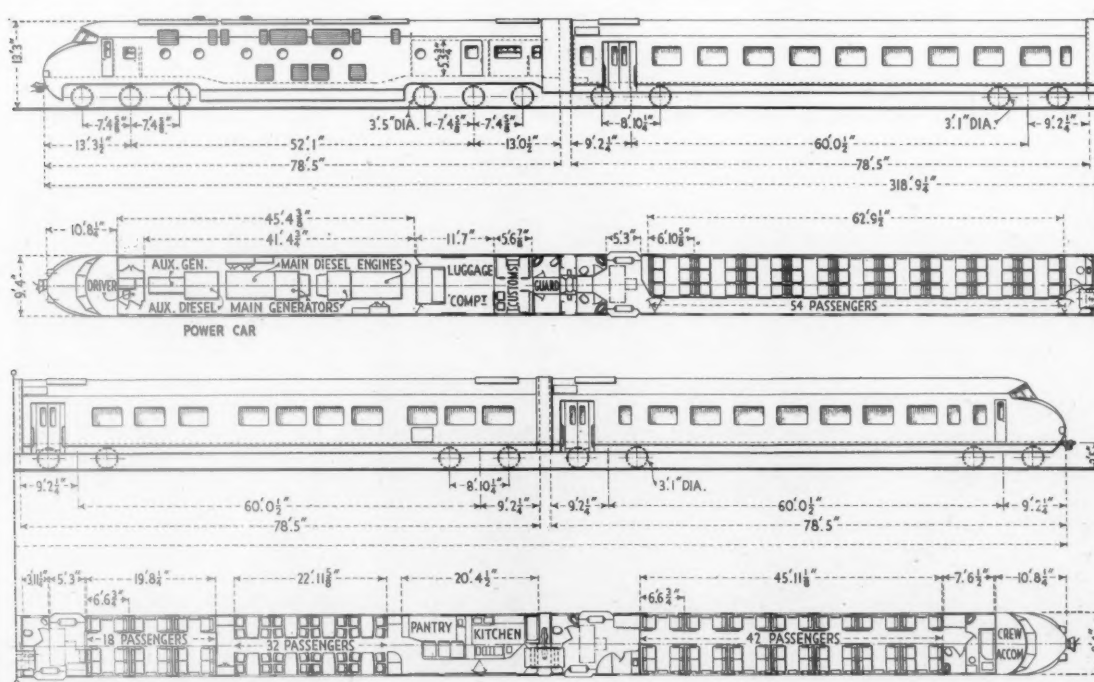 13'.3"
5'.3¾"
7'.4⅝" 7'.4⅝" 3'.5" DIA. 7'.4⅝" 7'.4⅝" 8'.10¼" 3'.1" DIA. 9'.2¼"
13'.3½" 52'.1" 13'.0½" 9'.2¼" 60'.0½"
78'.5" 78'.5"
318'.9¼"
45'.4⅜" 62'.9½"
10'.8¼" 41'.4¾" 11'.7" 5'.6⅞" 5'.3" 6'.10⅝"
9'.4"
DRIVER
AUX. GEN. MAIN DIESEL ENGINES
AUX. DIESEL MAIN GENERATORS
LUGGAGE
COMPT
CUSTOMS
GUARD
54 PASSENGERS
POWER CAR
9'.2¼" 8'.10¼" 3'.1" DIA.
60'.0½" 9'.2¼" 9'.2¼" 60'.0½" 9'.2¼"
78'.5" 78'.5"
5'.3" 19'.8¼" 22'.11⅝" 20'.4½" 45'.11⅛" 7'.6½" 10'.8¼"
6'.6¾" 6'.6¾"
18 PASSENGERS
32 PASSENGERS
PANTRY
KITCHEN
42 PASSENGERS
CREW
ACCOM